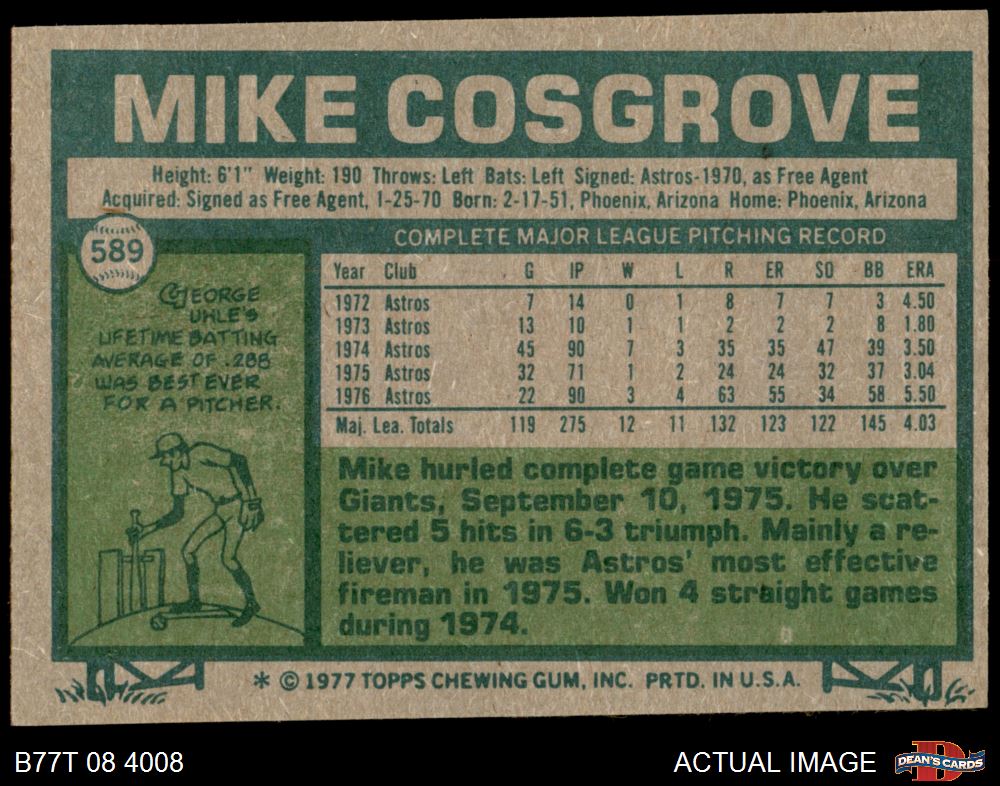 MIKE COSGROVE
Height: 6'1" Weight: 190 Throws: Left Bats: Left Signed: Astros-1970, as Free Agent
Acquired: Signed as Free Agent, 1-25-70 Born: 2-17-51, Phoenix, Arizona Home: Phoenix, Arizona
589
GEORGE
UHLE'S
LIFETIME BATTING
AVERAGE OF .288
WAS BEST EVER
FOR A PITCHER.
COMPLETE MAJOR LEAGUE PITCHING RECORD
Year Club G IP W L R ER SO BB ERA
1972 Astros 7 14 0 1 8 7 7 3 4.50
1973 Astros 13 10 1 1 2 2 2 8 1.80
1974 Astros 45 90 7 3 35 35 47 39 3.50
1975 Astros 32 71 1 2 24 24 32 37 3.04
1976 Astros 22 90 3 4 63 55 34 58 5.50
Maj. Lea. Totals 119 275 12 11 132 123 122 145 4.03
Mike hurled complete game victory over
Giants, September 10, 1975. He scat-
tered 5 hits in 6-3 triumph. Mainly a re-
liever, he was Astros' most effective
fireman in 1975. Won 4 straight games
during 1974.
* © 1977 TOPPS CHEWING GUM, INC. PRTD. IN U.S.A.
B77T 08 4008
ACTUAL IMAGE
D
DEAN'S CARDS